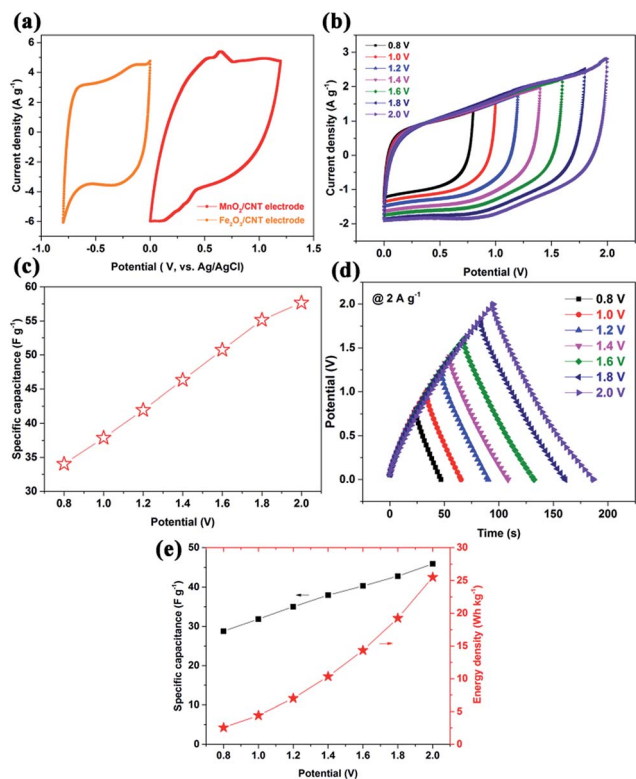 (a)
Current density (A g⁻¹)
6
4
2
0
-2
-4
-6
-1.0 -0.5 0.0 0.5 1.0 1.5
Potential ( V, vs. Ag/AgCl)
MnO₂/CNT electrode
Fe₂O₃/CNT electrode
(b)
Current density (A g⁻¹)
3
2
1
0
-1
-2
0.0 0.5 1.0 1.5 2.0
Potential (V)
0.8 V
1.0 V
1.2 V
1.4 V
1.6 V
1.8 V
2.0 V
(c)
Specific capacitance (F g⁻¹)
60
55
50
45
40
35
30
0.8 1.0 1.2 1.4 1.6 1.8 2.0
Potential (V)
(d)
@ 2 A g⁻¹
Potential (V)
2.0
1.5
1.0
0.5
0.0
0 50 100 150 200
Time (s)
0.8 V
1.0 V
1.2 V
1.4 V
1.6 V
1.8 V
2.0 V
(e)
Specific capacitance (F g⁻¹)
50
40
30
20
10
0
0.8 1.0 1.2 1.4 1.6 1.8 2.0
Potential (V)
30
25
20
15
10
5
0
Energy density (Wh kg⁻¹)